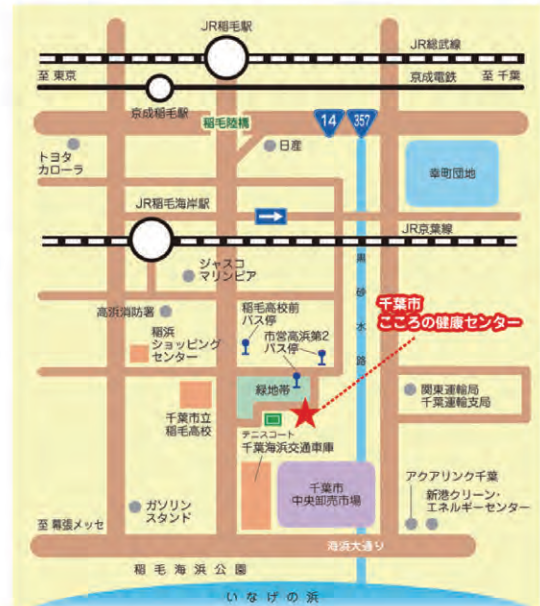 JR稲毛駅
JR総武線
至 東京
京成電鉄
至 千葉
京成稲毛駅
稲毛陸橋
14
357
トヨタ
カローラ
日産
幸町団地
JR稲毛海岸駅
JR京葉線
ジャスコ
マリンピア
黒砂水路
千葉市
こころの健康センター
高浜消防署
稲毛高校前
バス停
稲浜
ショッピング
センター
市営高浜第2
バス停
緑地帯
関東運輸局
千葉運輸支局
千葉市立
稲毛高校
テニスコート
千葉海浜交通車庫
千葉市
中央卸売市場
アクアリンク千葉
新港クリーン・
エネルギーセンター
ガソリン
スタンド
至 幕張メッセ
海浜大通り
稲毛海浜公園
いなげの浜